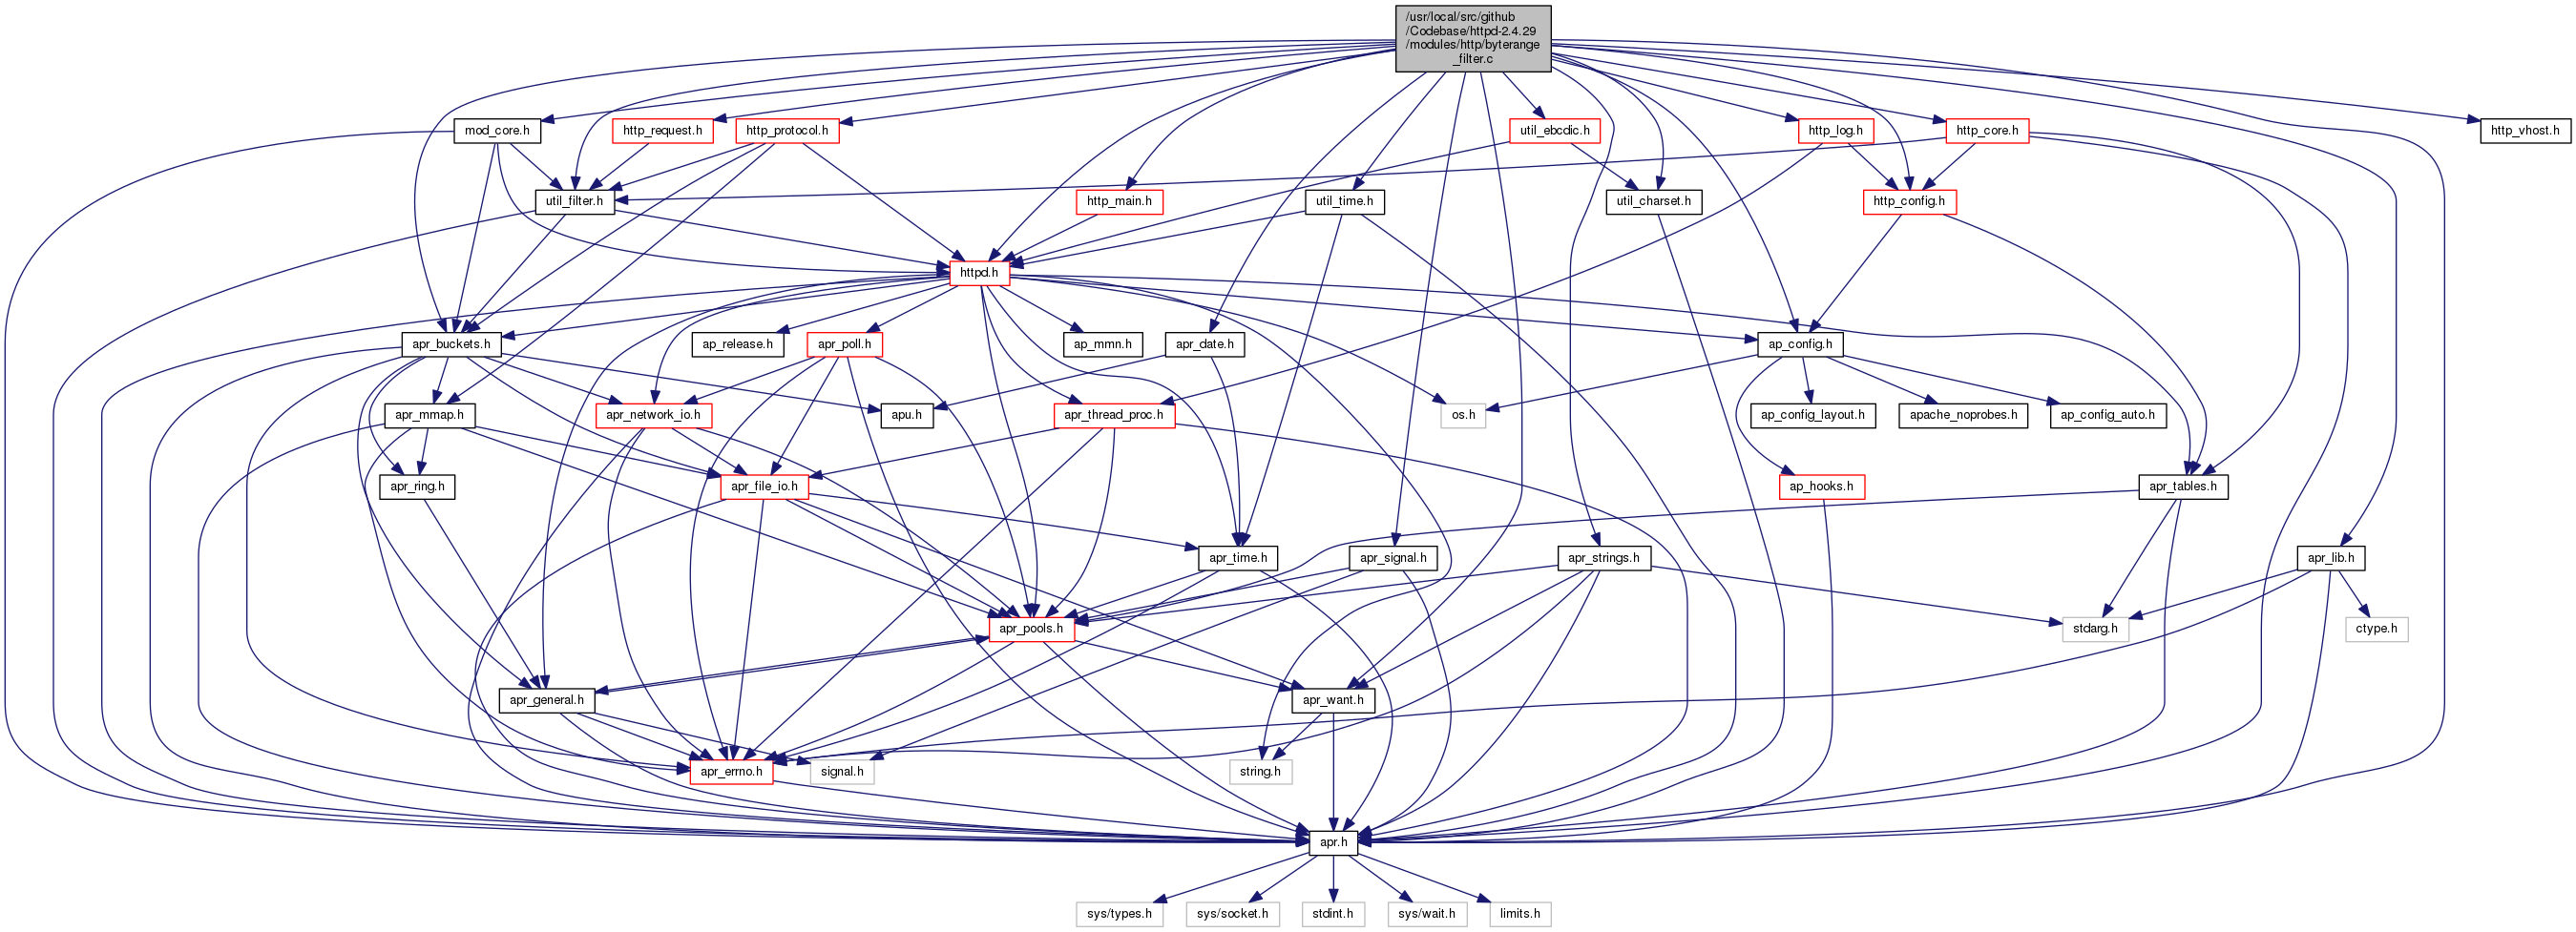 /usr/local/src/github
/Codebase/httpd-2.4.29
/modules/http/byterange
_filter.c
mod_core.h
http_request.h
http_protocol.h
util_ebcdic.h
http_log.h
http_core.h
http_vhost.h
util_filter.h
http_main.h
util_time.h
util_charset.h
http_config.h
httpd.h
apr_buckets.h
ap_release.h
apr_poll.h
ap_mmn.h
apr_date.h
ap_config.h
apr_mmap.h
apr_network_io.h
apu.h
apr_thread_proc.h
os.h
ap_config_layout.h
apache_noprobes.h
ap_config_auto.h
apr_ring.h
apr_file_io.h
ap_hooks.h
apr_tables.h
apr_time.h
apr_signal.h
apr_strings.h
apr_lib.h
apr_pools.h
stdarg.h
ctype.h
apr_general.h
apr_want.h
apr_errno.h
signal.h
string.h
apr.h
sys/types.h
sys/socket.h
stdint.h
sys/wait.h
limits.h